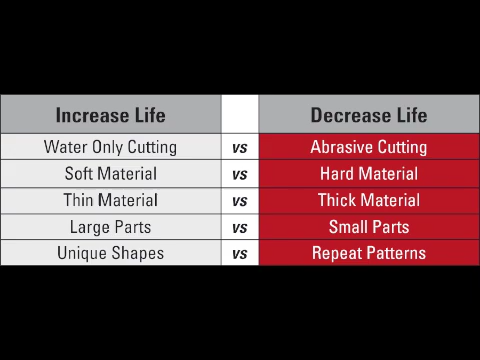 Increase Life Decrease Life
Water Only Cutting vs Abrasive Cutting
Soft Material vs Hard Material
Thin Material vs Thick Material
Large Parts vs Small Parts
Unique Shapes vs Repeat Patterns